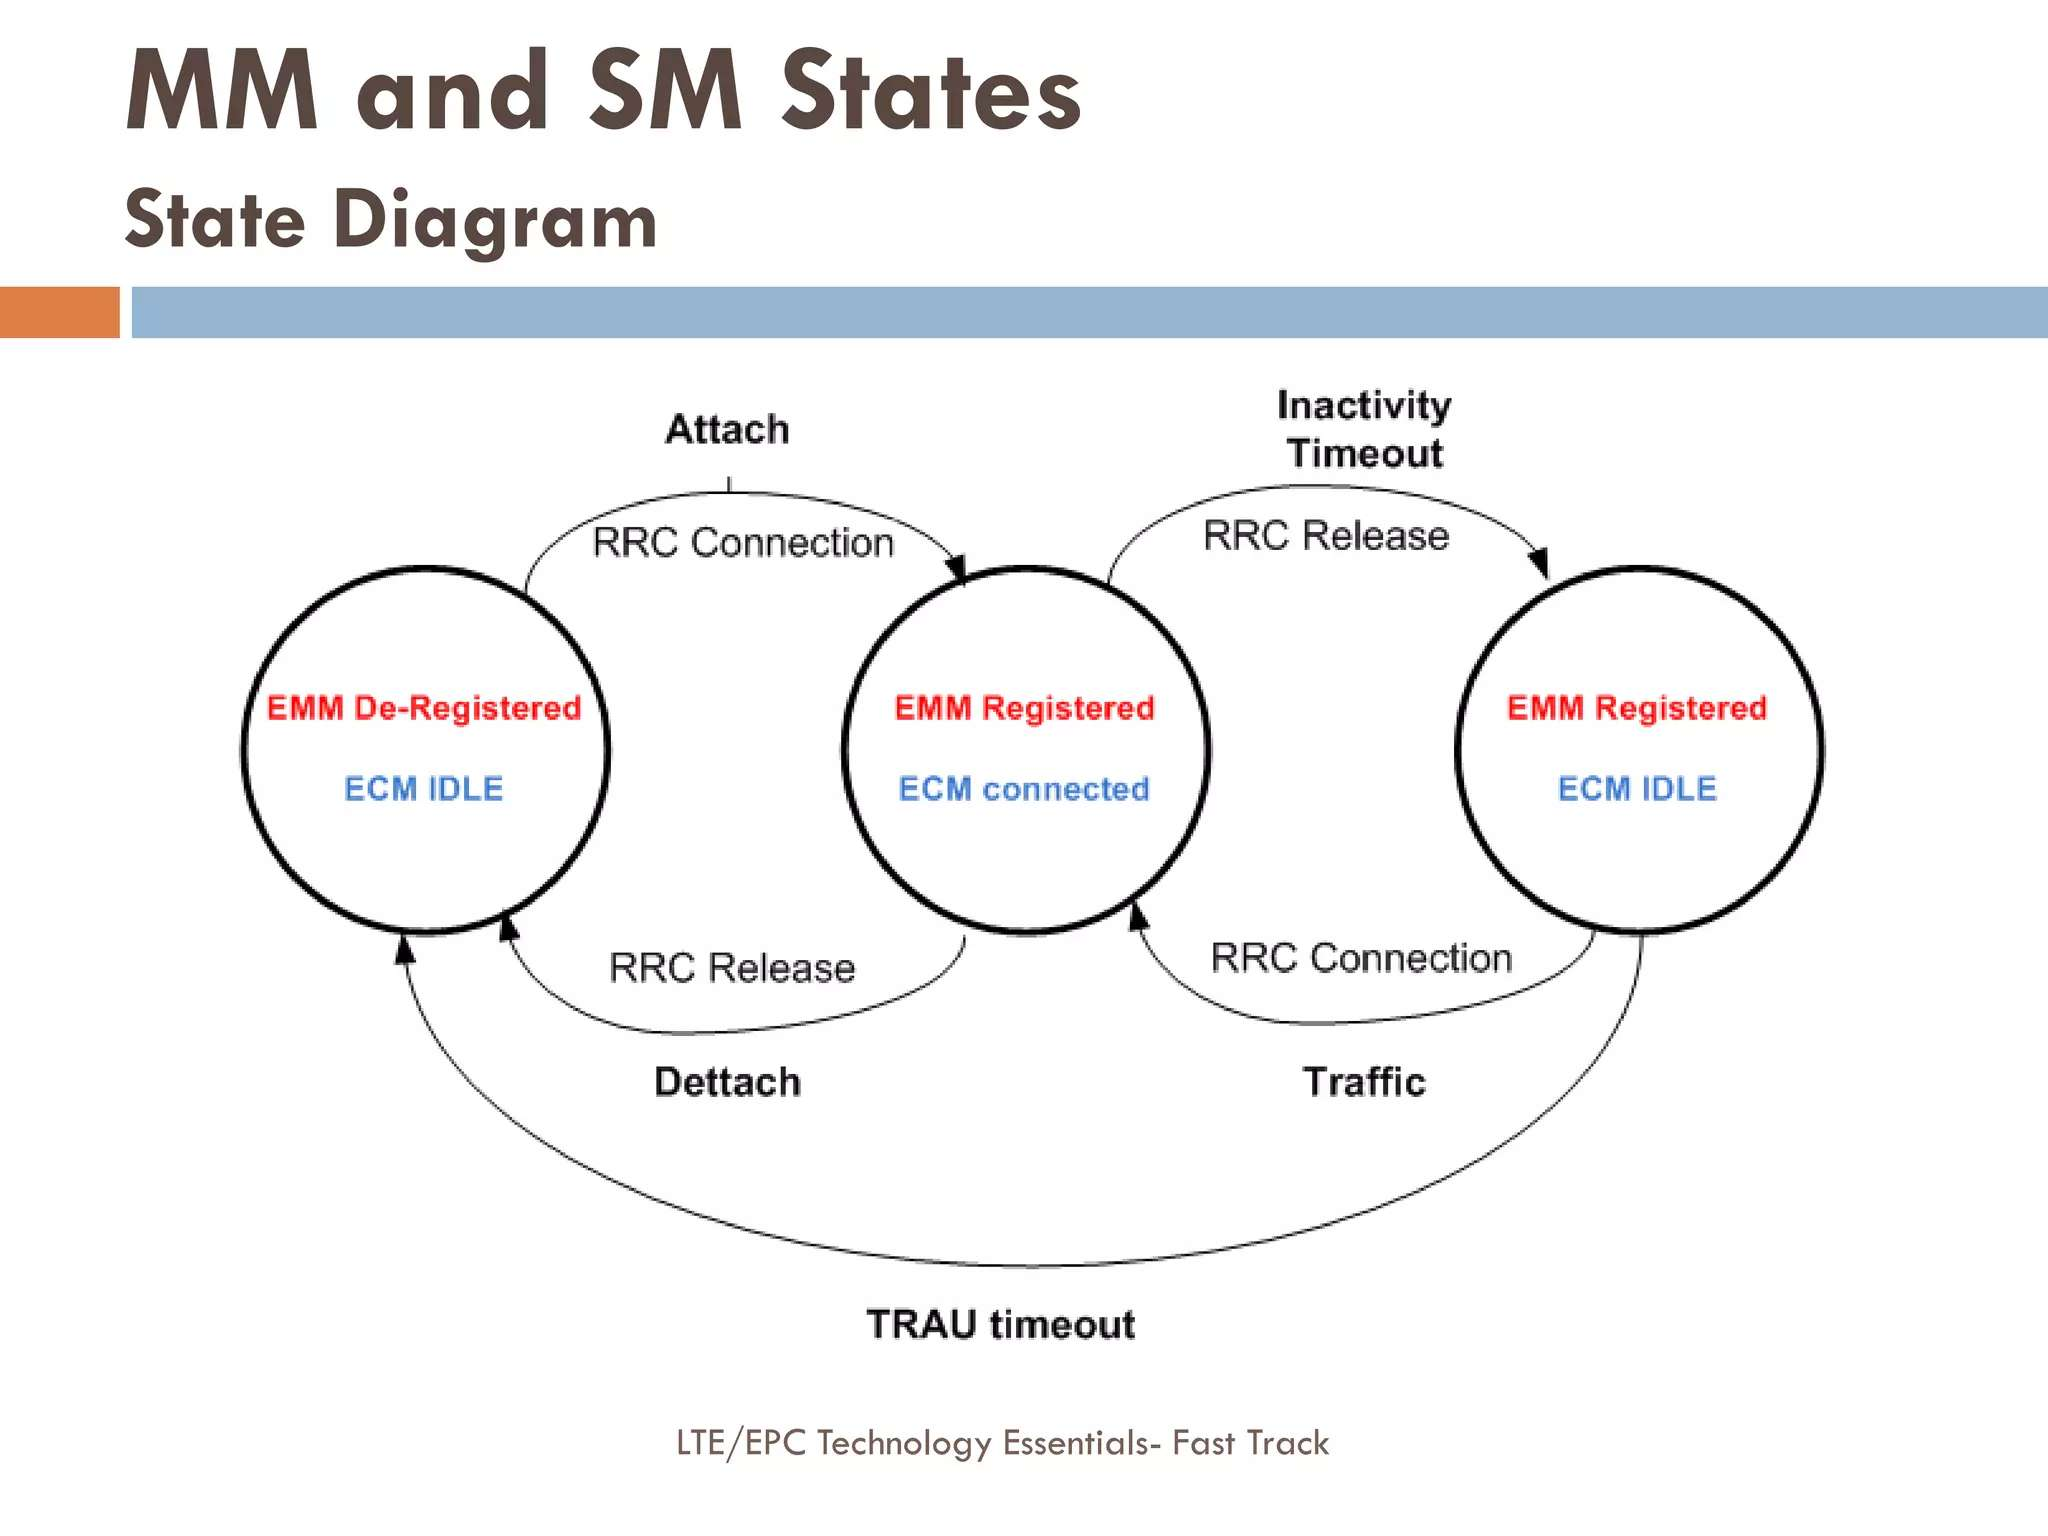 MM and SM States
State Diagram
Attach
Inactivity
Timeout
RRC Connection
RRC Release
EMM De-Registered
ECM IDLE
EMM Registered
ECM connected
EMM Registered
ECM IDLE
RRC Release
RRC Connection
Dettach
Traffic
TRAU timeout
LTE/EPC Technology Essentials- Fast Track